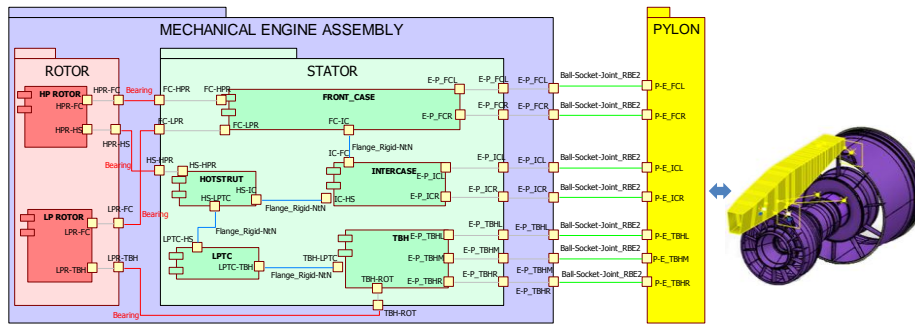 MECHANICAL ENGINE ASSEMBLY
PYLON
ROTOR
STATOR
HP ROTOR
HPR-FC
HPR-FC
HPR-HS
HPR-HS
Bearing
Bearing
Bearing
Bearing
LP ROTOR
LPR-FC
LPR-FC
LPR-TBH
LPR-TBH
FC-HPR
FC-HPR
FC-LPR
FC-LPR
FRONT_CASE
FC-IC
E-P_FCL
E-P_FCL
E-P_FCL
E-P_FCR
E-P_FCR
E-P_FCR
Flange_Rigid-NtN
HS-HPR
HS-HPR
HOTSTRUT
HS-IC
HS-LPTC
Flange_Rigid-NtN
IC-FC
INTERCASE
IC-HS
E-P_ICL
E-P_ICL
E-P_ICL
E-P_ICR
E-P_ICR
E-P_ICR
Flange_Rigid-NtN
LPTC-HS
LPTC
LPTC-TBH
Flange_Rigid-NtN
TBH-LPTC
TBH
TBH-ROT
TBH-ROT
E-P_TBHL
E-P_TBHL
E-P_TBHL
E-P_TBHM
E-P_TBHM
E-P_TBHM
E-P_TBHR
E-P_TBHR
E-P_TBHR
Ball-Socket-Joint_RBE2
P-E_FCL
Ball-Socket-Joint_RBE2
P-E_FCR
Ball-Socket-Joint_RBE2
P-E_ICL
Ball-Socket-Joint_RBE2
P-E_ICR
Ball-Socket-Joint_RBE2
P-E_TBHL
Ball-Socket-Joint_RBE2
P-E_TBHM
Ball-Socket-Joint_RBE2
P-E_TBHR